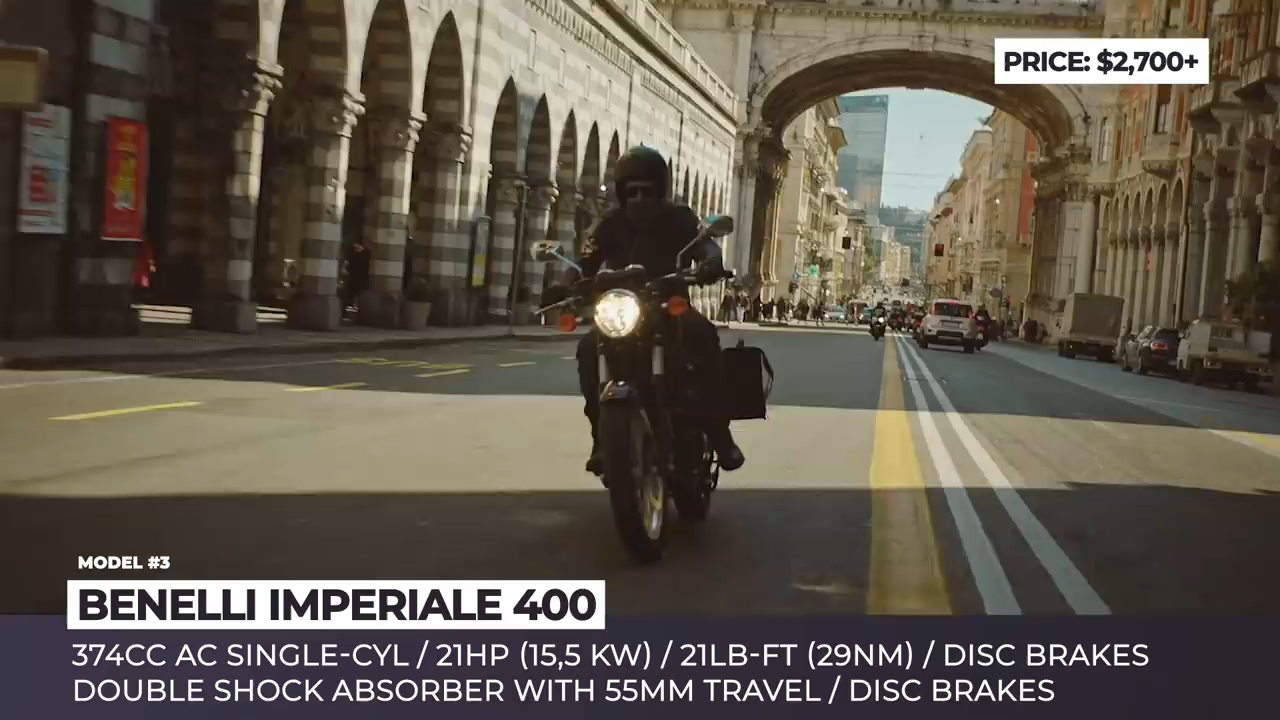 PRICE: $2,700+
MODEL #3
BENELLI IMPERIALE 400
374CC AC SINGLE-CYL / 21HP (15,5 KW) / 21LB-FT (29NM) / DISC BRAKES
DOUBLE SHOCK ABSORBER WITH 55MM TRAVEL / DISC BRAKES